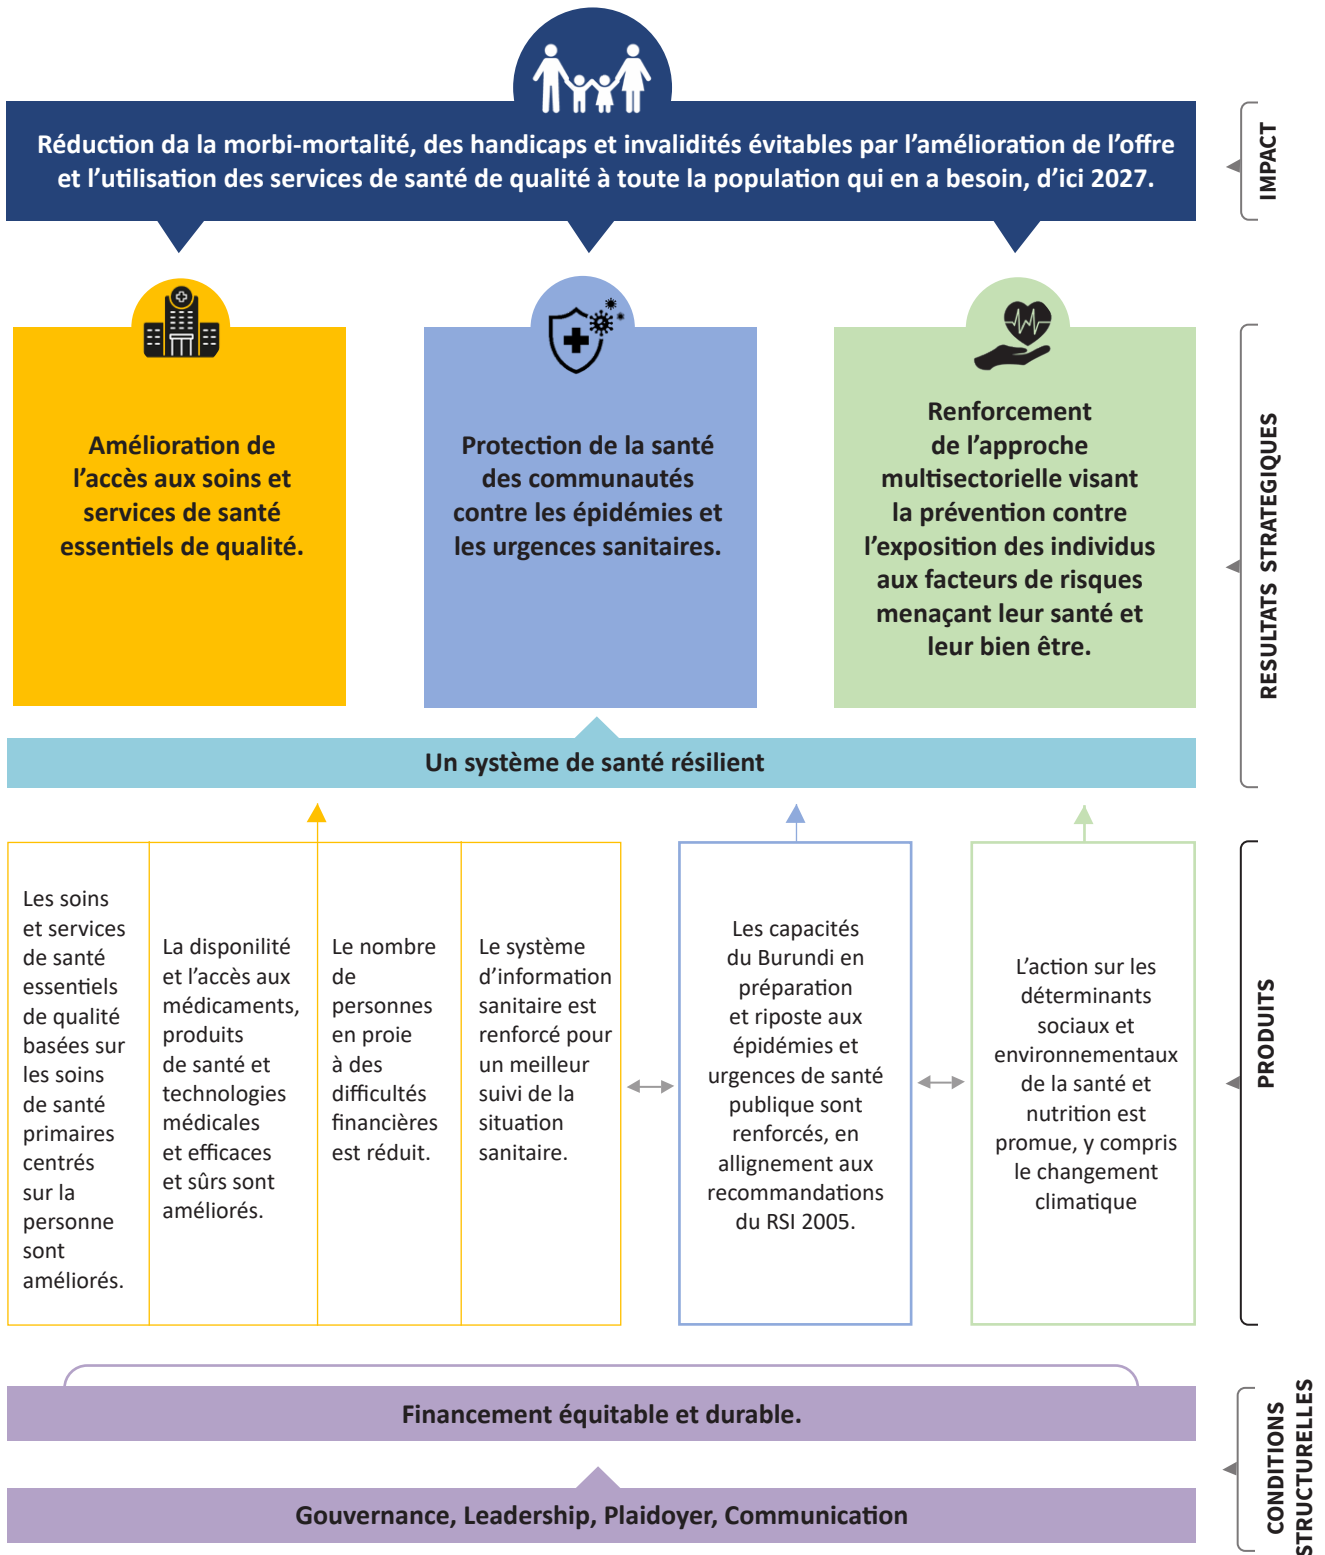 Réduction da la morbi-mortalité, des handicaps et invalidités évitables par l’amélioration de l’offre
et l’utilisation des services de santé de qualité à toute la population qui en a besoin, d’ici 2027.
IMPACT
Amélioration de
l’accès aux soins et
services de santé
essentiels de qualité.
Protection de la santé
des communautés
contre les épidémies et
les urgences sanitaires.
Renforcement
de l’approche
multisectorielle visant
la prévention contre
l’exposition des individus
aux facteurs de risques
menaçant leur santé et
leur bien être.
RESULTATS STRATEGIQUES
Un système de santé résilient
Les soins
et services
de santé
essentiels
de qualité
basées sur
les soins
de santé
primaires
centrés
sur la
personne
sont
améliorés.
La disponilité
et l’accès aux
médicaments,
produits
de santé et
technologies
médicales
et efficaces
et sûrs sont
améliorés.
Le nombre
de
personnes
en proie
à des
difficultés
financières
est réduit.
Le système
d’information
sanitaire est
renforcé pour
un meilleur
suivi de la
situation
sanitaire.
Les capacités
du Burundi en
préparation
et riposte aux
épidémies et
urgences de santé
publique sont
renforcés, en
allignement aux
recommandations
du RSI 2005.
L’action sur les
déterminants
sociaux et
environnementaux
de la santé et
nutrition est
promue, y compris
le changement
climatique
PRODUITS
Financement équitable et durable.
Gouvernance, Leadership, Plaidoyer, Communication
CONDITIONS
STRUCTURELLES